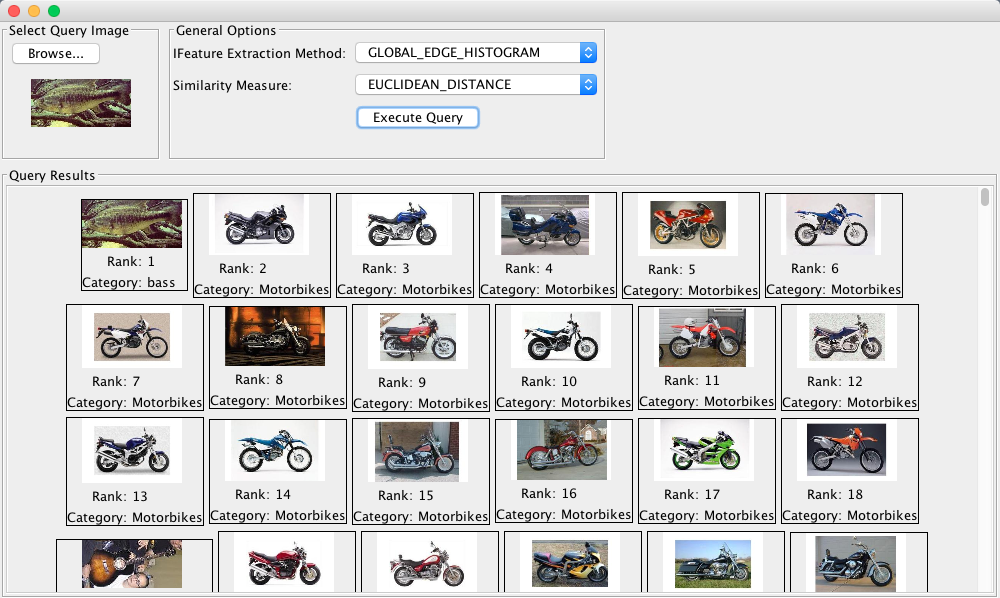 Select Query Image
Browse...
General Options
IFeature Extraction Method:
GLOBAL_EDGE_HISTOGRAM
Similarity Measure:
EUCLIDEAN_DISTANCE
Execute Query
Query Results
Rank: 1
Category: bass
Rank: 2
Category: Motorbikes
Rank: 3
Category: Motorbikes
Rank: 4
Category: Motorbikes
Rank: 5
Category: Motorbikes
Rank: 6
Category: Motorbikes
Rank: 7
Category: Motorbikes
Rank: 8
Category: Motorbikes
Rank: 9
Category: Motorbikes
Rank: 10
Category: Motorbikes
Rank: 11
Category: Motorbikes
Rank: 12
Category: Motorbikes
Rank: 13
Category: Motorbikes
Rank: 14
Category: Motorbikes
Rank: 15
Category: Motorbikes
Rank: 16
Category: Motorbikes
Rank: 17
Category: Motorbikes
Rank: 18
Category: Motorbikes